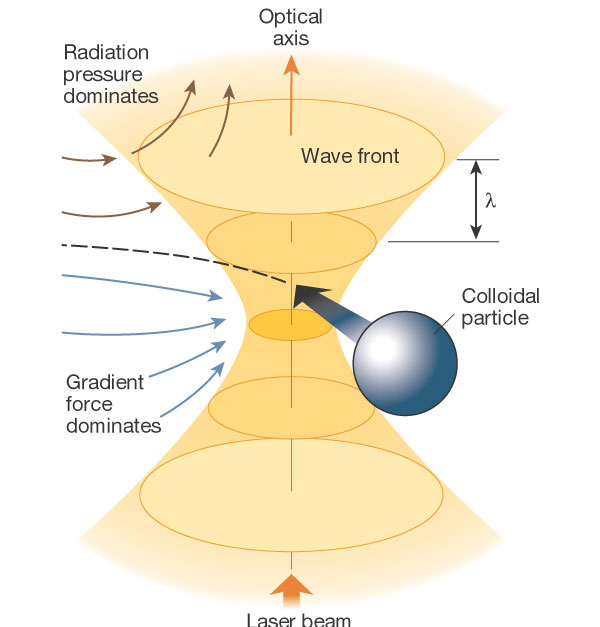 Optical
axis
Radiation
pressure
dominates
Wave front
λ
Colloidal
particle
Gradient
force
dominates
Laser beam